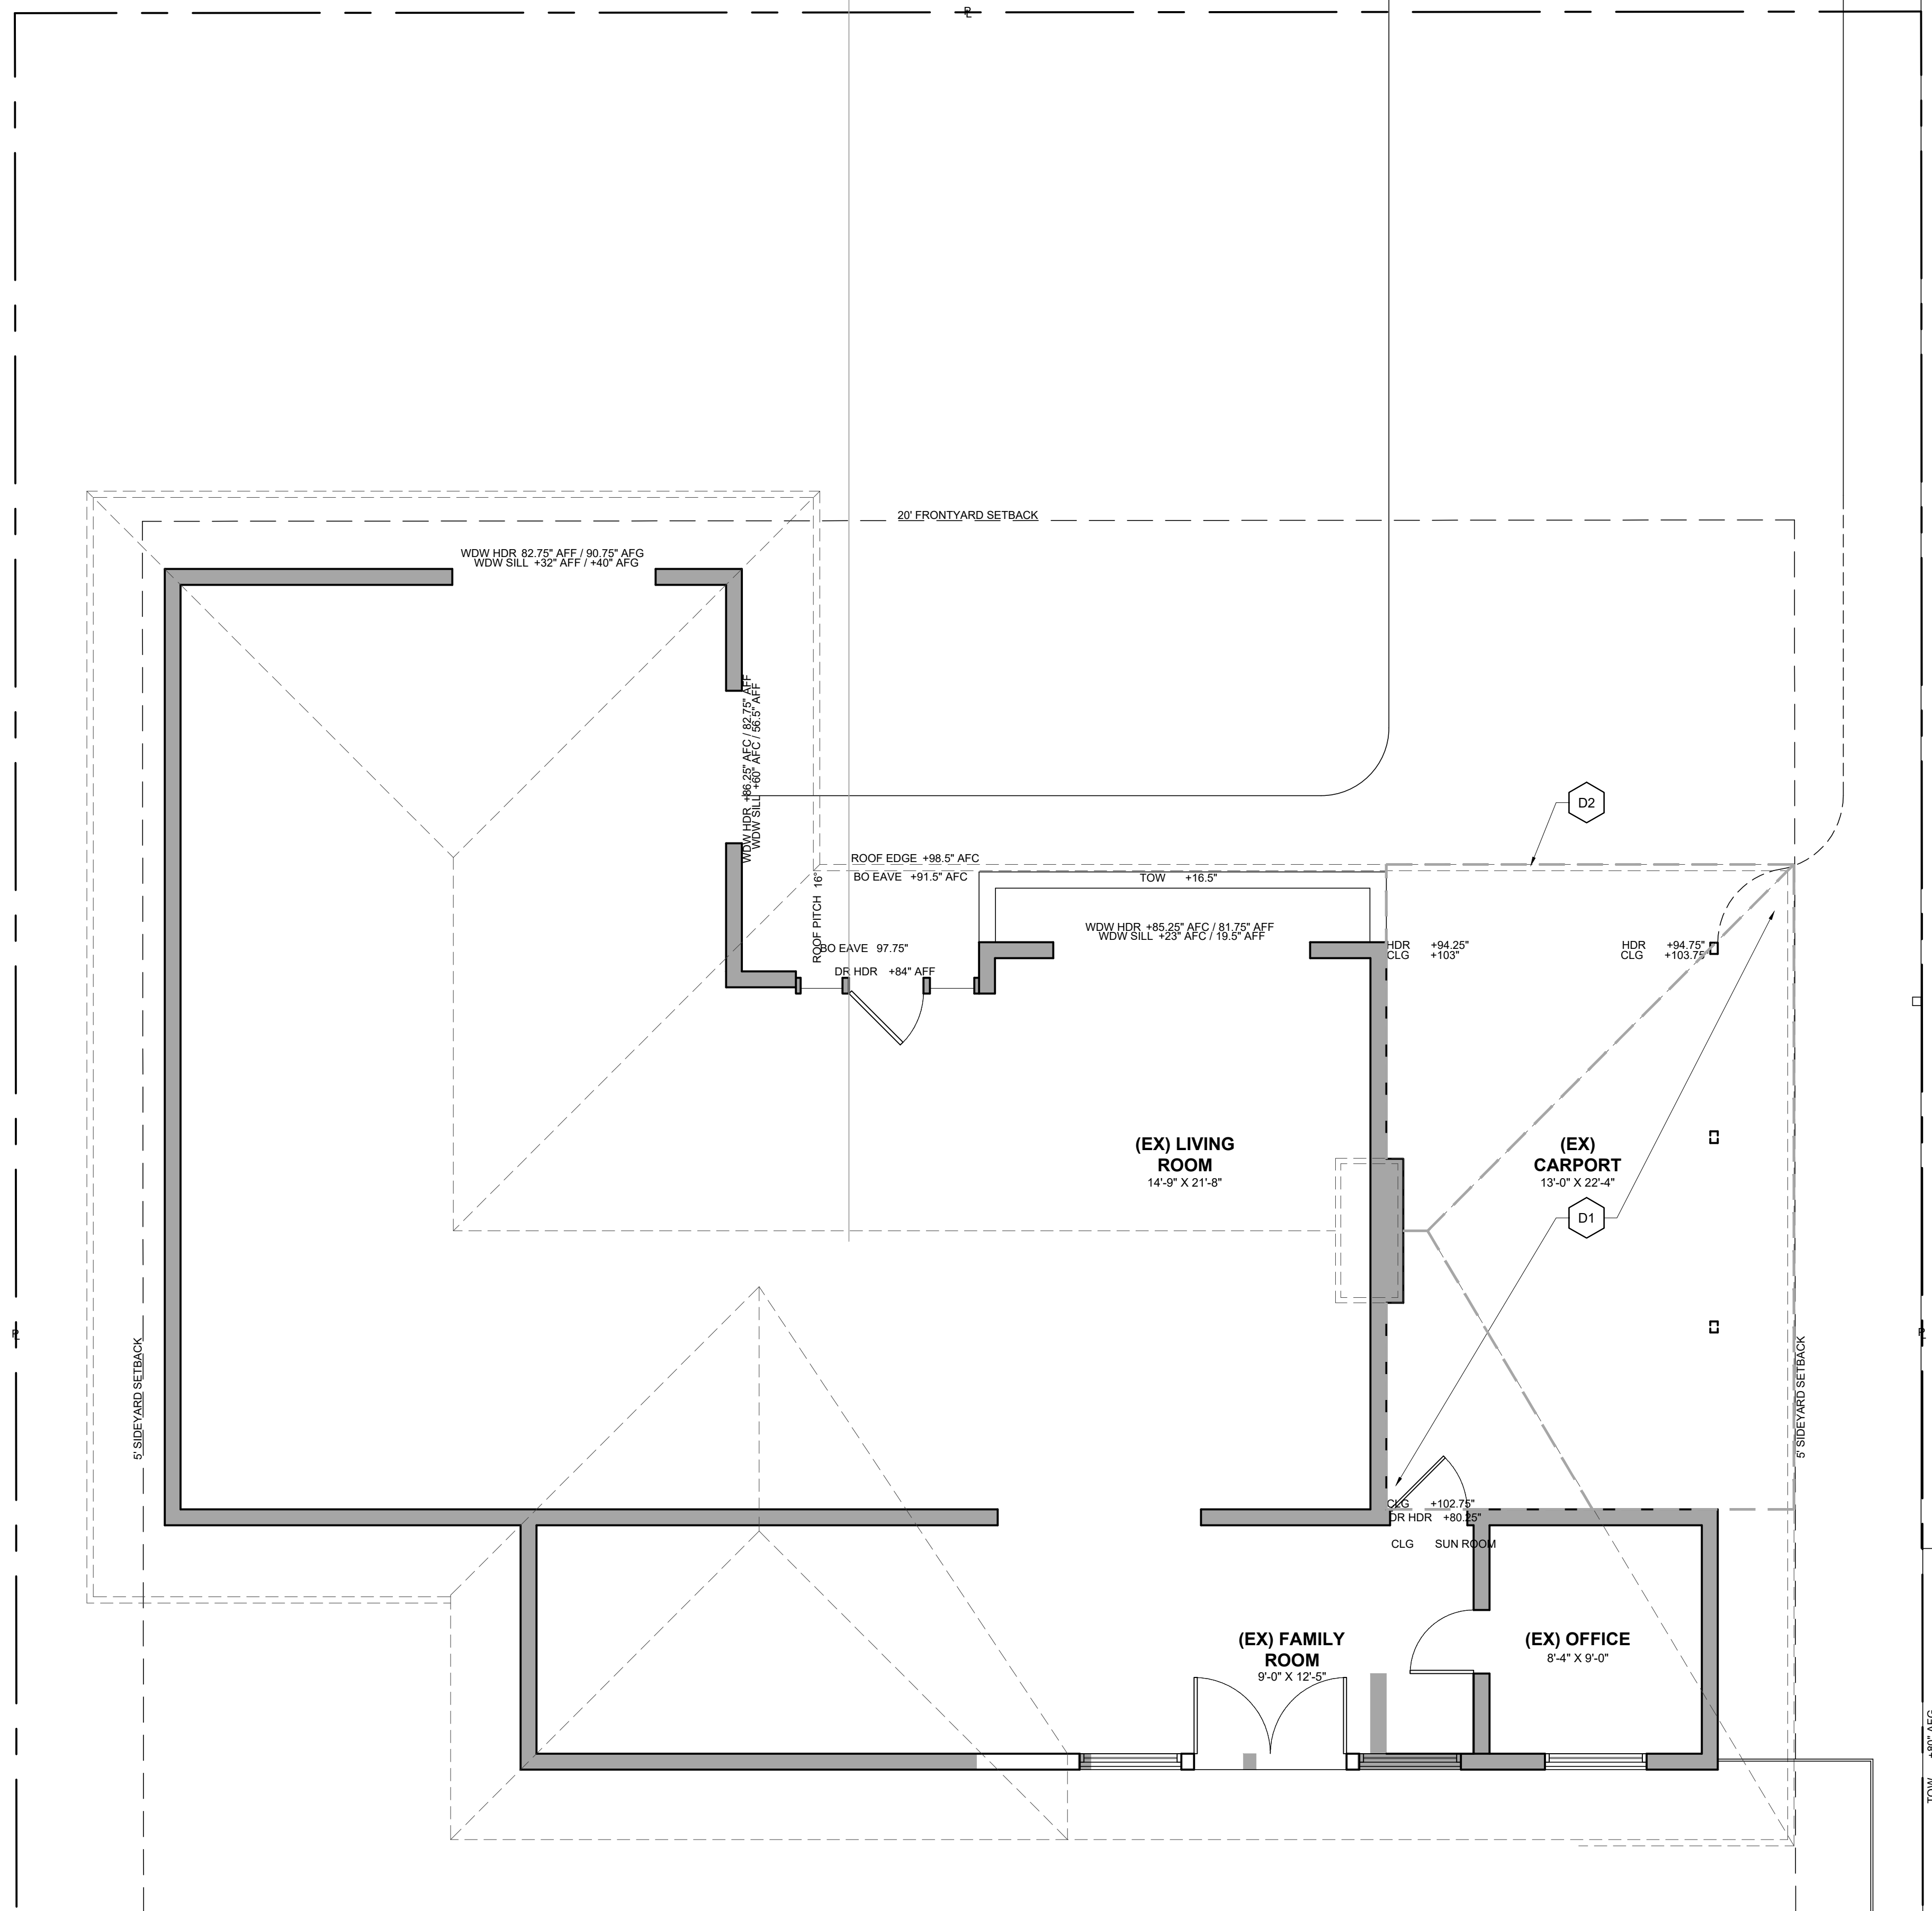 PL
20' FRONTYARD SETBACK
WDW HDR 82.75" AFF / 90.75" AFG
WDW SILL +32" AFF / +40" AFG
WDW HDR +86.25" AFC / 82.75" AFF
WDW SILL +60" AFC / 56.5" AFF
D2
ROOF EDGE +98.5" AFC
BO EAVE +91.5" AFC
TOW +16.5"
ROOF PITCH 16°
WDW HDR +85.25" AFC / 81.75" AFF
WDW SILL +23" AFC / 19.5" AFF
BO EAVE 97.75"
HDR +94.25"
CLG +103"
HDR +94.75"
CLG +103.75"
DR HDR +84" AFF
(EX) LIVING
ROOM
14'-9" X 21'-8"
(EX)
CARPORT
13'-0" X 22'-4"
D1
PL
PL
5' SIDEYARD SETBACK
5' SIDEYARD SETBACK
CLG +102.75"
DR HDR +80.25"
CLG SUN ROOM
(EX) FAMILY
ROOM
9'-0" X 12'-5"
(EX) OFFICE
8'-4" X 9'-0"
TOW +80" AFG